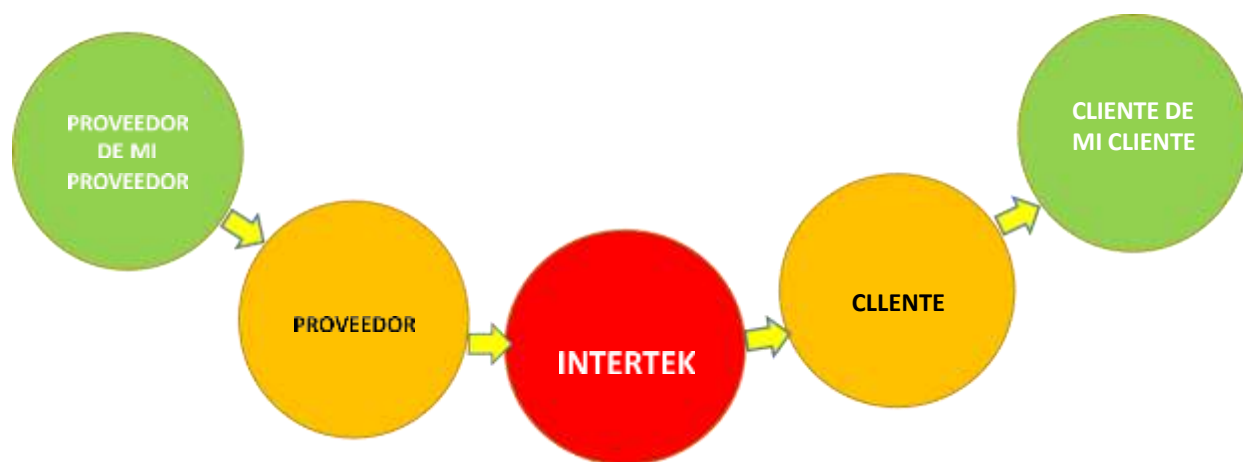 PROVEEDOR
DE MI
PROVEEDOR
PROVEEDOR
INTERTEK
CLLENTE
CLIENTE DE
MI CLIENTE